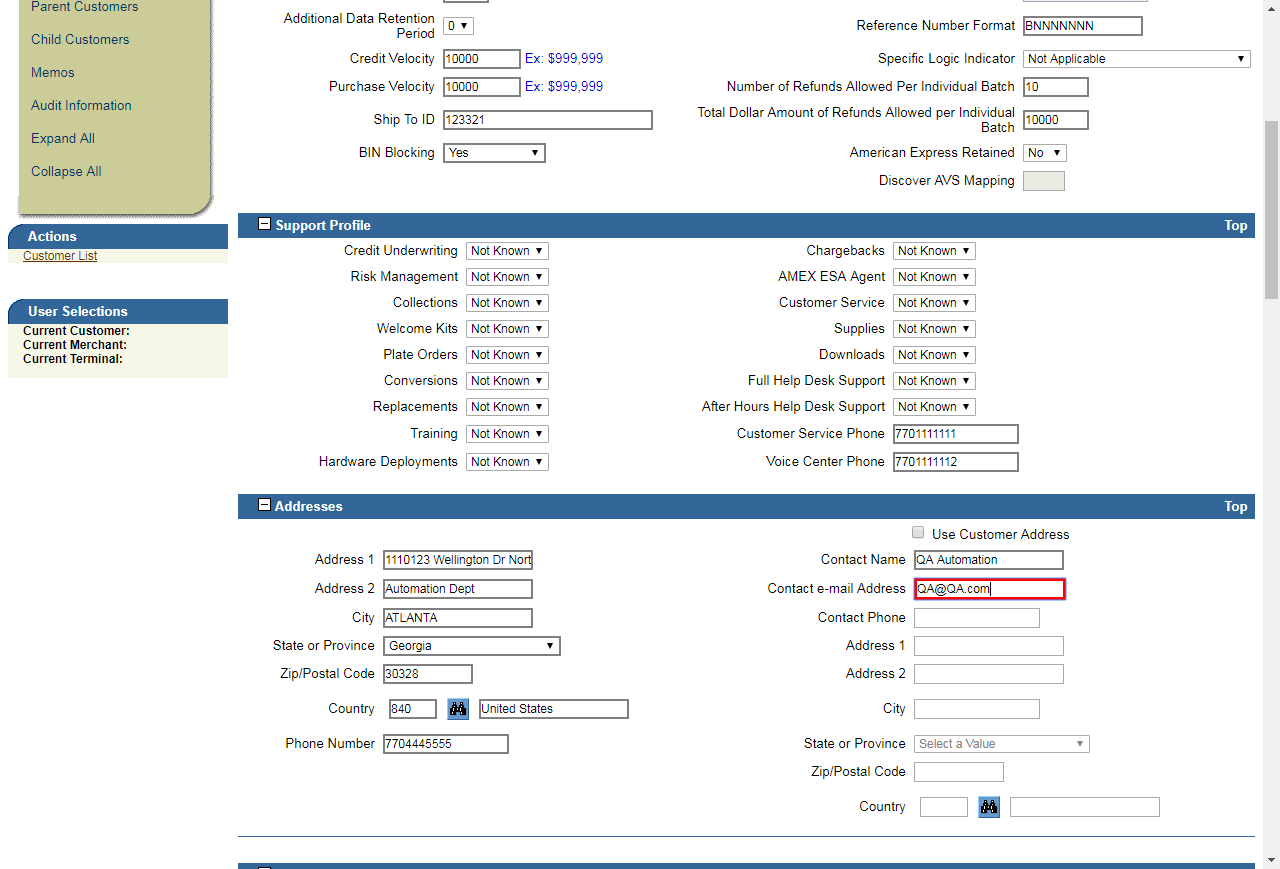 Parent Customers
Child Customers
Memos
Audit Information
Expand All
Collapse All
Actions
Customer List
User Selections
Current Customer:
Current Merchant:
Current Terminal:
Additional Data Retention
Period 0
Credit Velocity 10000 Ex: $999,999
Purchase Velocity 10000 Ex: $999,999
Ship To ID 123321
BIN Blocking Yes
Reference Number Format BNNNNNNN
Specific Logic Indicator Not Applicable
Number of Refunds Allowed Per Individual Batch 10
Total Dollar Amount of Refunds Allowed per Individual
Batch 10000
American Express Retained No
Discover AVS Mapping
Support Profile Top
Credit Underwriting Not Known
Risk Management Not Known
Collections Not Known
Welcome Kits Not Known
Plate Orders Not Known
Conversions Not Known
Replacements Not Known
Training Not Known
Hardware Deployments Not Known
Chargebacks Not Known
AMEX ESA Agent Not Known
Customer Service Not Known
Supplies Not Known
Downloads Not Known
Full Help Desk Support Not Known
After Hours Help Desk Support Not Known
Customer Service Phone 7701111111
Voice Center Phone 7701111112
Addresses Top
Address 1 1110123 Wellington Dr Nort
Address 2 Automation Dept
City ATLANTA
State or Province Georgia
Zip/Postal Code 30328
Country 840 United States
Phone Number 7704445555
Use Customer Address
Contact Name QA Automation
Contact e-mail Address QA@QA.com
Contact Phone
Address 1
Address 2
City
State or Province Select a Value
Zip/Postal Code
Country